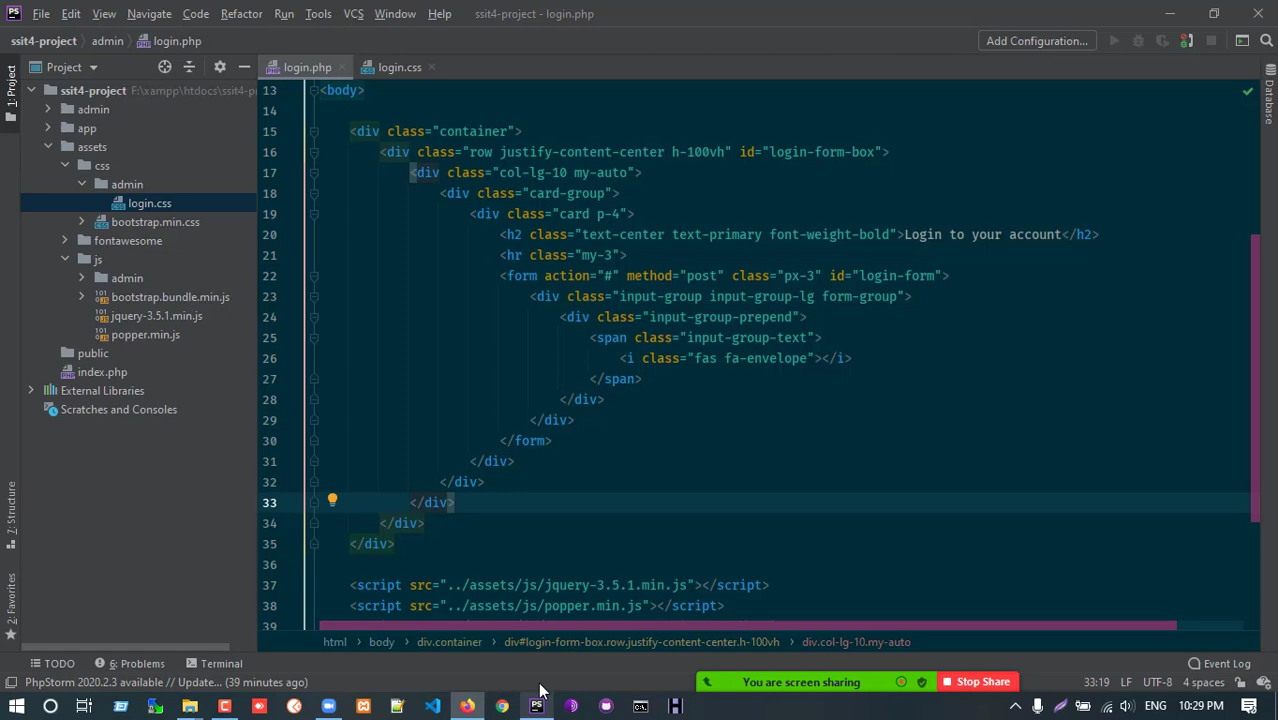 PS File Edit View Navigate Code Refactor Run Tools VCS Window Help ssit4-project - login.php
ssit4-project admin login.php Add Configuration...
Project login.php login.css
1: Project
Database
ssit4-project F:\xampp\htdocs\ssit4-p
admin
app
assets
css
admin
login.css
bootstrap.min.css
fontawesome
js
admin
bootstrap.bundle.min.js
jquery-3.5.1.min.js
popper.min.js
public
index.php
External Libraries
Scratches and Consoles
7: Structure
2: Favorites
13 <body>
14
15 <div class="container">
16 <div class="row justify-content-center h-100vh" id="login-form-box">
17 <div class="col-lg-10 my-auto">
18 <div class="card-group">
19 <div class="card p-4">
20 <h2 class="text-center text-primary font-weight-bold">Login to your account</h2>
21 <hr class="my-3">
22 <form action="#" method="post" class="px-3" id="login-form">
23 <div class="input-group input-group-lg form-group">
24 <div class="input-group-prepend">
25 <span class="input-group-text">
26 <i class="fas fa-envelope"></i>
27 </span>
28 </div>
29 </div>
30 </form>
31 </div>
32 </div>
33 </div>
34 </div>
35 </div>
36
37 <script src="../assets/js/jquery-3.5.1.min.js"></script>
38 <script src="../assets/js/popper.min.js"></script>
39
html body div.container div#login-form-box.row.justify-content-center.h-100vh div.col-lg-10.my-auto
TODO 6: Problems Terminal Event Log
PhpStorm 2020.2.3 available // Update... (39 minutes ago) You are screen sharing Stop Share 33:19 LF UTF-8 4 spaces
PS 10:29 PM